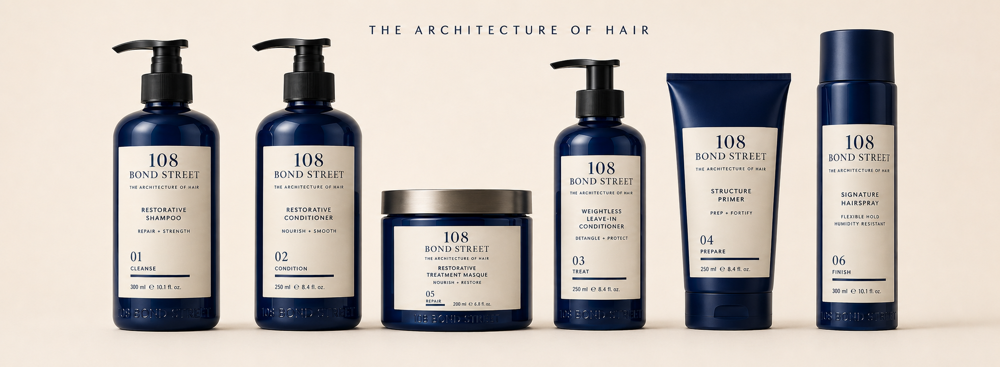 THE ARCHITECTURE OF HAIR
108
BOND STREET
THE ARCHITECTURE OF HAIR
RESTORATIVE
SHAMPOO
REPAIR + STRENGTH
01
CLEANSE
300 ml ℮ 10.1 fl. oz.
108 BOND STREET
108
BOND STREET
THE ARCHITECTURE OF HAIR
RESTORATIVE
CONDITIONER
NOURISH + SMOOTH
02
CONDITION
250 ml ℮ 8.4 fl. oz.
108 BOND STREET
108
BOND STREET
THE ARCHITECTURE OF HAIR
RESTORATIVE
TREATMENT MASQUE
NOURISH + RESTORE
05
REPAIR
200 ml ℮ 6.8 fl. oz.
108 BOND STREET
108
BOND STREET
THE ARCHITECTURE OF HAIR
WEIGHTLESS
LEAVE-IN
CONDITIONER
DETANGLE + PROTECT
03
TREAT
250 ml ℮ 8.4 fl. oz.
108 BOND STREET
108
BOND STREET
THE ARCHITECTURE OF HAIR
STRUCTURE
PRIMER
PREP + FORTIFY
04
PREPARE
250 ml ℮ 8.4 fl. oz.
108
BOND STREET
THE ARCHITECTURE OF HAIR
SIGNATURE
HAIRSPRAY
FLEXIBLE HOLD
HUMIDITY RESISTANT
06
FINISH
300 ml ℮ 10.1 fl. oz.
108 BOND STREET